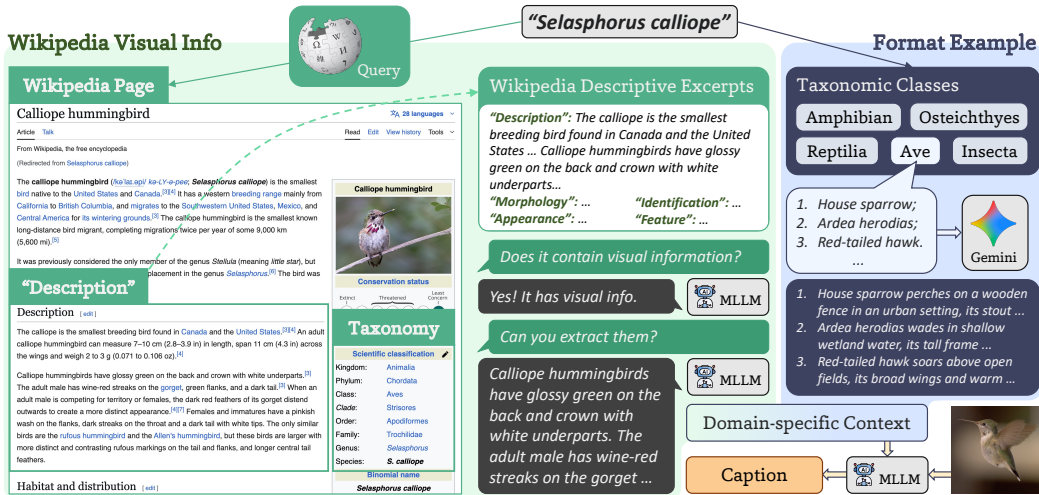 "Selasphorus calliope"
Wikipedia Visual Info
Query
Format Example
Wikipedia Page
Calliope hummingbird
28 languages
Article Talk
Read Edit View history Tools
From Wikipedia, the free encyclopedia
(Redirected from Selasphorus calliope)
The calliope hummingbird (/kəˈlaɪ.əpi/ kə-LY-ə-pee; Selasphorus calliope) is the smallest
bird native to the United States and Canada.[3][4] It has a western breeding range mainly from
California to British Columbia, and migrates to the Southwestern United States, Mexico, and
Central America for its wintering grounds.[3] The calliope hummingbird is the smallest known
long-distance bird migrant, completing migrations twice per year of some 9,000 km
(5,600 mi).[5]
It was previously considered the only member of the genus Stellula (meaning little star), but
placement in the genus Selasphorus.[6] The bird was
Calliope hummingbird
Conservation status
Extinct
Threatened
Least
Concern
"Description"
Description [edit]
The calliope is the smallest breeding bird found in Canada and the United States.[3][4] An adult
calliope hummingbird can measure 7–10 cm (2.8–3.9 in) in length, span 11 cm (4.3 in) across
the wings and weigh 2 to 3 g (0.071 to 0.106 oz).[4]
Calliope hummingbirds have glossy green on the back and crown with white underparts.[3]
The adult male has wine-red streaks on the gorget, green flanks, and a dark tail.[3] When an
adult male is competing for territory or females, the dark red feathers of its gorget distend
outwards to create a more distinct appearance.[4][7] Females and immatures have a pinkish
wash on the flanks, dark streaks on the throat and a dark tail with white tips. The only similar
birds are the rufous hummingbird and the Allen's hummingbird, but these birds are larger with
more distinct and contrasting rufous markings on the tail and flanks, and longer central tail
feathers.
Habitat and distribution [edit]
Taxonomy
Scientific classification
Kingdom: Animalia
Phylum: Chordata
Class: Aves
Clade: Strisores
Order: Apodiformes
Family: Trochilidae
Genus: Selasphorus
Species: S. calliope
Binomial name
Selasphorus calliope
Wikipedia Descriptive Excerpts
"Description": The calliope is the smallest
breeding bird found in Canada and the United
States ... Calliope hummingbirds have glossy
green on the back and crown with white
underparts...
"Morphology": ... "Identification": ...
"Appearance": ... "Feature": ...
Does it contain visual information?
Yes! It has visual info.
MLLM
Can you extract them?
Calliope hummingbirds
have glossy green on the
back and crown with
white underparts. The
adult male has wine-red
streaks on the gorget ...
MLLM
Taxonomic Classes
Amphibian Osteichthyes
Reptilia Ave Insecta
1. House sparrow;
2. Ardea herodias;
3. Red-tailed hawk.
...
Gemini
1. House sparrow perches on a wooden
fence in an urban setting, its stout ...
2. Ardea herodias wades in shallow
wetland water, its tall frame ...
3. Red-tailed hawk soars above open
fields, its broad wings and warm ...
Domain-specific Context
Caption
MLLM